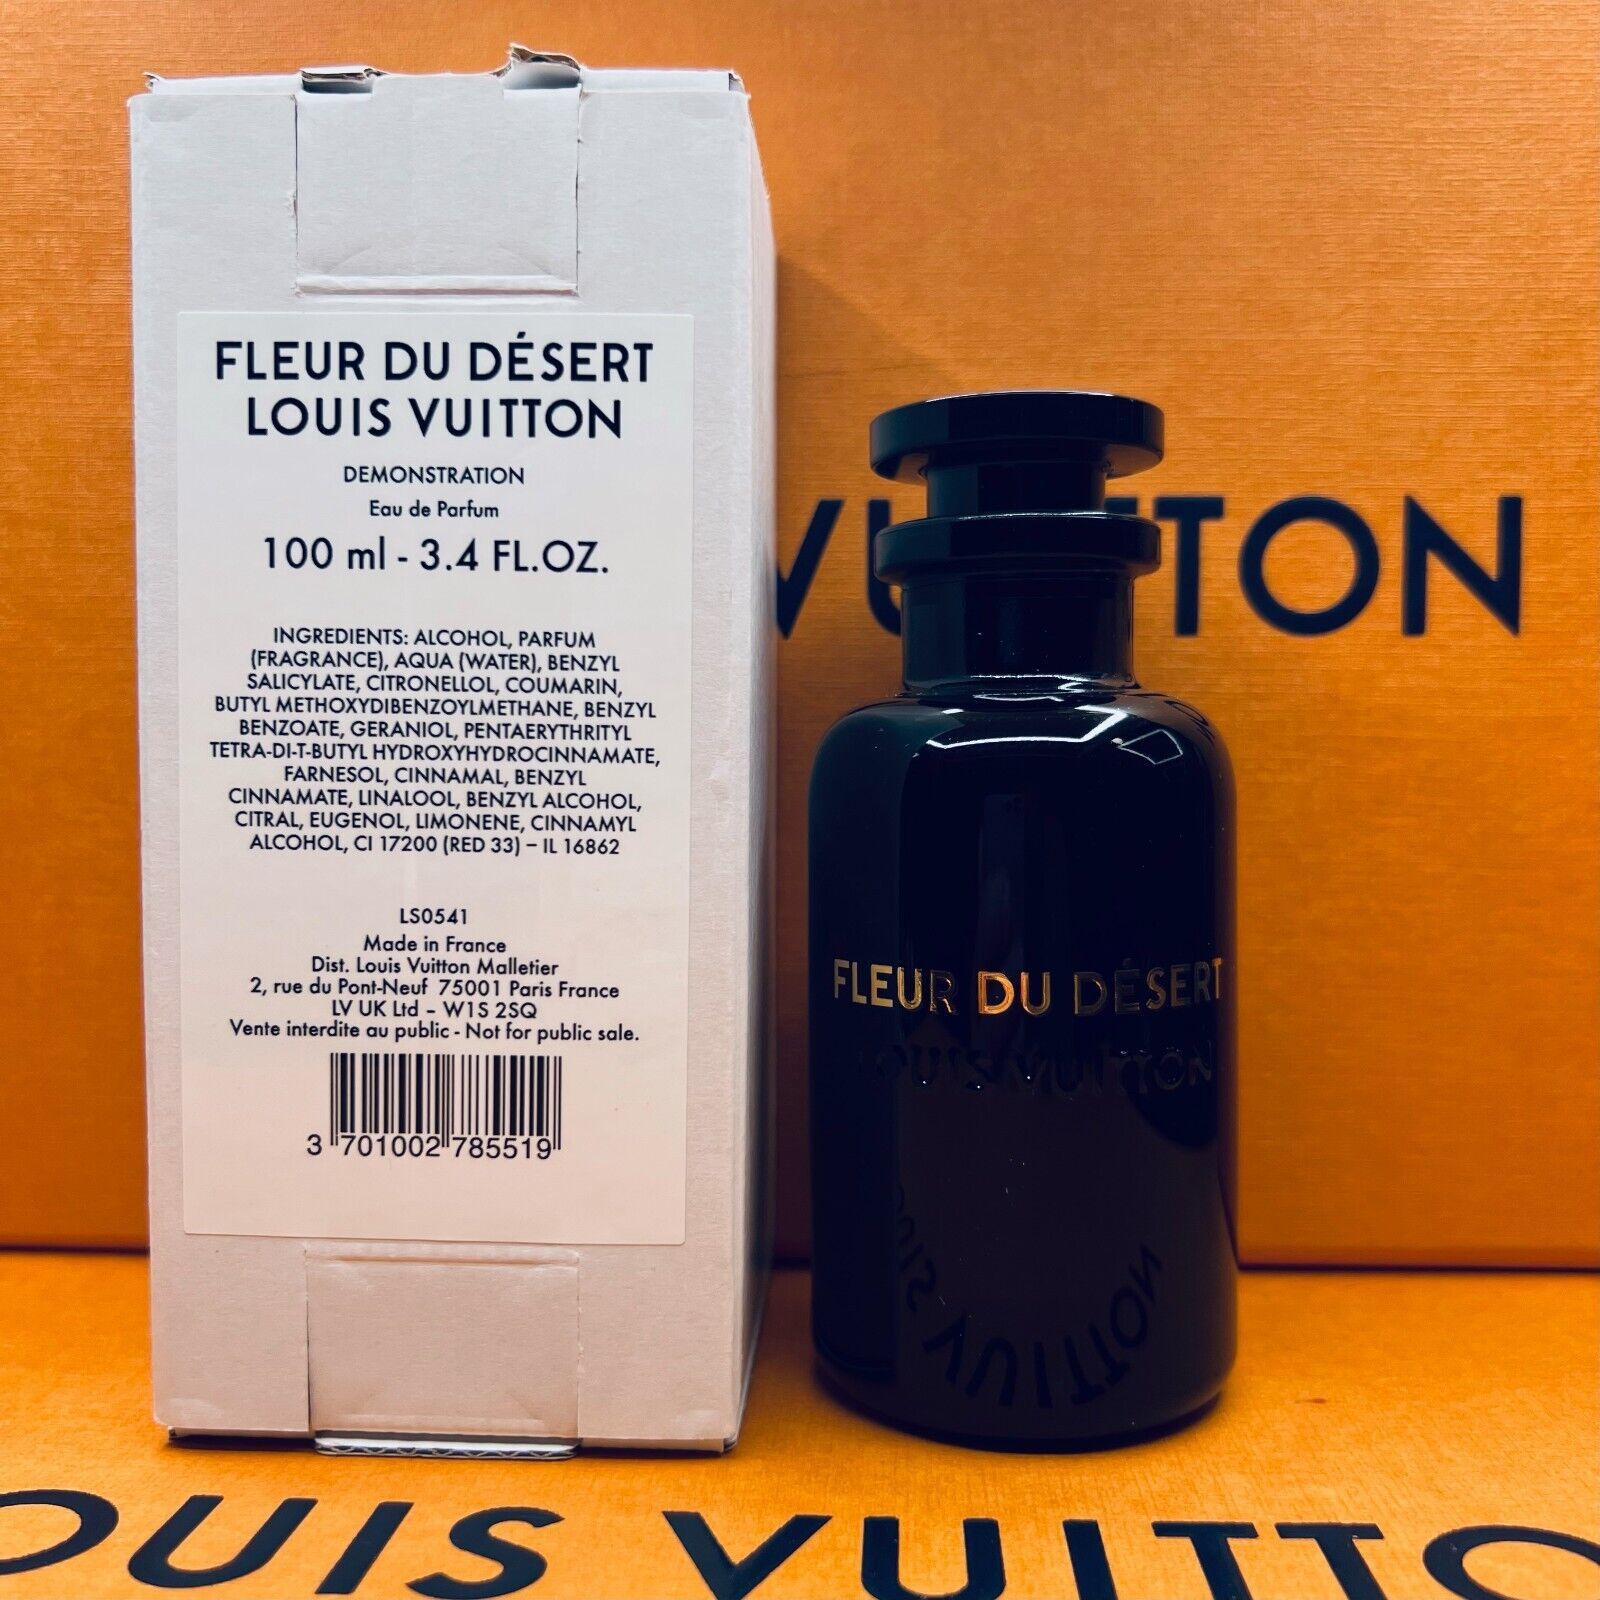 FLEUR DU DÉSERT
LOUIS VUITTON
DEMONSTRATION
Eau de Parfum
100 ml - 3.4 FL.OZ.
INGREDIENTS: ALCOHOL, PARFUM
(FRAGRANCE), AQUA (WATER), BENZYL
SALICYLATE, CITRONELLOL, COUMARIN,
BUTYL METHOXYDIBENZOYLMETHANE, BENZYL
BENZOATE, GERANIOL, PENTAERYTHRITYL
TETRA-DI-T-BUTYL HYDROXYHYDROCINNAMATE,
FARNESOL, CINNAMAL, BENZYL
CINNAMATE, LINALOOL, BENZYL ALCOHOL,
CITRAL, EUGENOL, LIMONENE, CINNAMYL
ALCOHOL, CI 17200 (RED 33) – IL 16862
LS0541
Made in France
Dist. Louis Vuitton Malletier
2, rue du Pont-Neuf 75001 Paris France
LV UK Ltd – W1S 2SQ
Vente interdite au public - Not for public sale.
3 701002 785519
VUITTON
FLEUR DU DÉSERT
LOUIS VUITTON
OUIS VUITTO